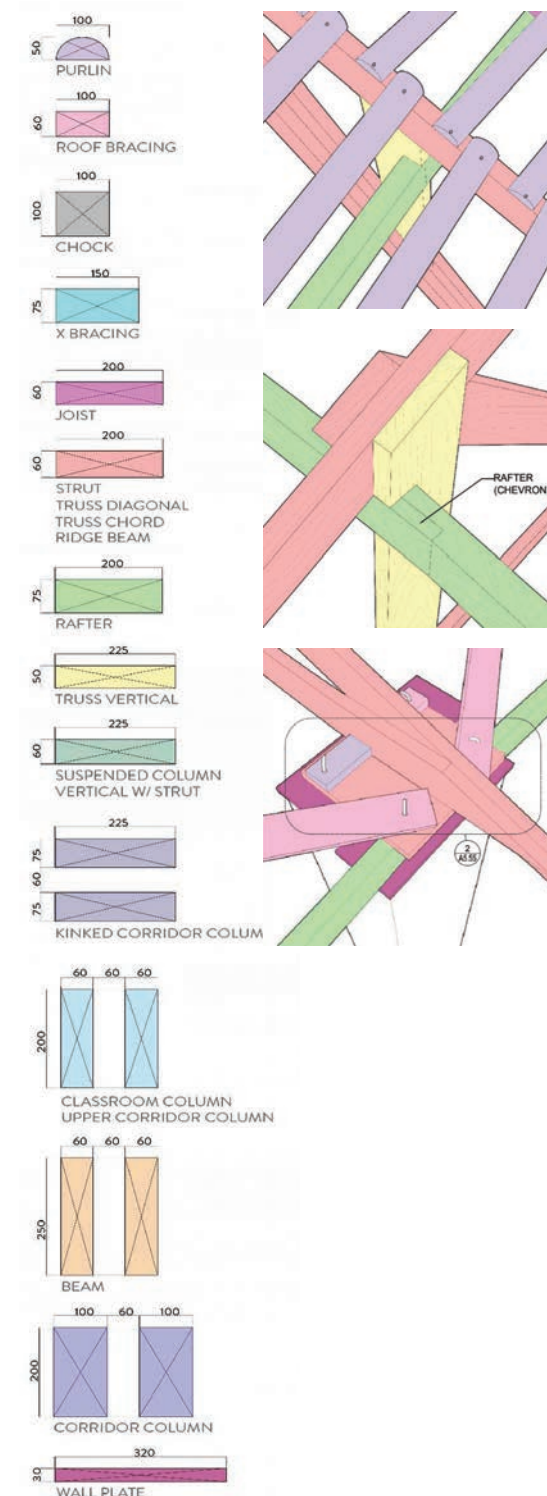 100
50
PURLIN
100
60
ROOF BRACING
100
100
CHOCK
150
75
X BRACING
200
60
JOIST
200
60
STRUT
TRUSS DIAGONAL
TRUSS CHORD
RIDGE BEAM
200
75
RAFTER
225
50
TRUSS VERTICAL
225
60
SUSPENDED COLUMN
VERTICAL W/ STRUT
225
75
60
75
KINKED CORRIDOR COLUM
60 60 60
200
CLASSROOM COLUMN
UPPER CORRIDOR COLUMN
60 60 60
250
BEAM
100 60 100
200
CORRIDOR COLUMN
320
30
WALL PLATE
RAFTER
(CHEVRON
2
A5.55